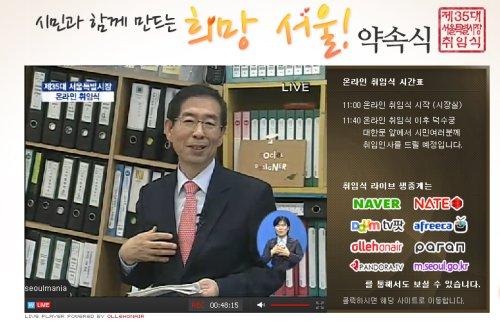 시민과 함께 만드는 희망 서울! 약속식
제35대
서울특별시장
취임식
제35대 서울특별시장
온라인 취임식
LIVE
SOCIAL
DESIGNER
seoulmania
온라인 취임식 시간표
11:00 온라인 취임식 시작 (시장실)
11:40 온라인 취임식 이후 덕수궁
대한문 앞에서 시민여러분께
취임인사를 드릴 예정입니다.
취임식 라이브 생중계는
NAVER NATE
Daum tv팟 afreeca
ollehonair paran
PANDORA.TV m.seoul.go.kr
를 통해서도 보실 수 있습니다.
클릭하시면 해당 사이트로 이동합니다.
LIVE
REC 00:48:15
LIVE PLAYER POWERED BY OLLEHONAIR